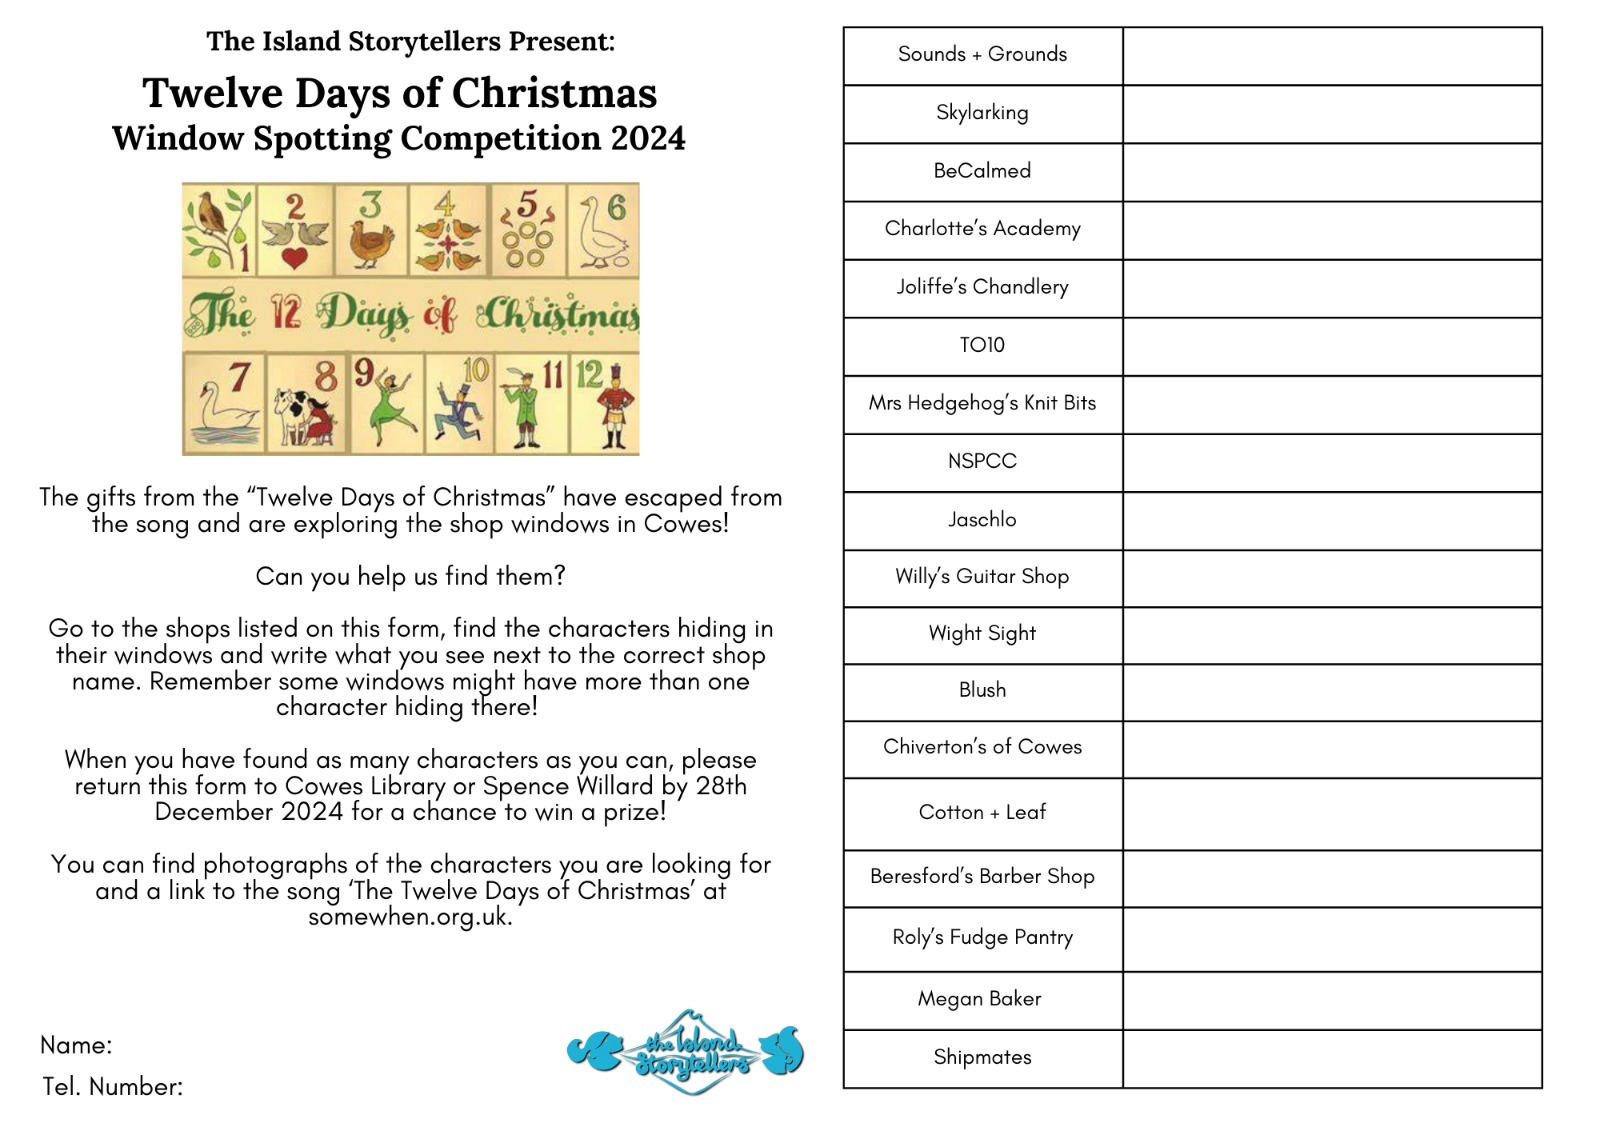 The Island Storytellers Present:
Twelve Days of Christmas
Window Spotting Competition 2024
1
2
3
4
5
6
The 12 Days of Christmas
7
8
9
10
11
12
The gifts from the “Twelve Days of Christmas” have escaped from
the song and are exploring the shop windows in Cowes!
Can you help us find them?
Go to the shops listed on this form, find the characters hiding in
their windows and write what you see next to the correct shop
name. Remember some windows might have more than one
character hiding there!
When you have found as many characters as you can, please
return this form to Cowes Library or Spence Willard by 28th
December 2024 for a chance to win a prize!
You can find photographs of the characters you are looking for
and a link to the song ‘The Twelve Days of Christmas’ at
somewhen.org.uk.
Name:
Tel. Number:
the Island
Storytellers
Sounds + Grounds
Skylarking
BeCalmed
Charlotte’s Academy
Joliffe’s Chandlery
TO10
Mrs Hedgehog’s Knit Bits
NSPCC
Jaschlo
Willy’s Guitar Shop
Wight Sight
Blush
Chiverton’s of Cowes
Cotton + Leaf
Beresford’s Barber Shop
Roly’s Fudge Pantry
Megan Baker
Shipmates